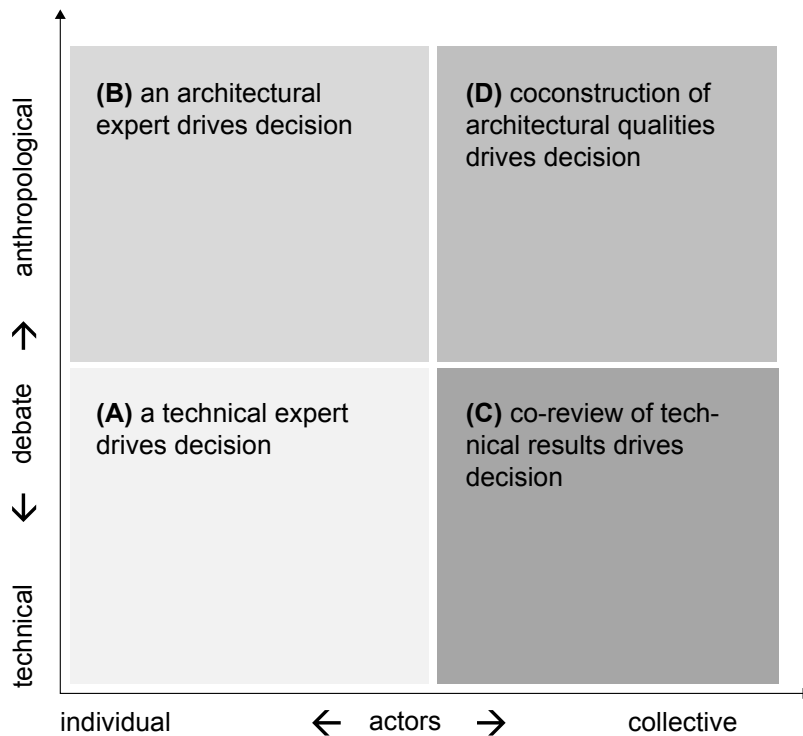 (B) an architectural
expert drives decision
(D) coconstruction of
architectural qualities
drives decision
(A) a technical expert
drives decision
(C) co-review of tech-
nical results drives
decision
anthropological
→
debate
←
technical
individual
← actors →
collective